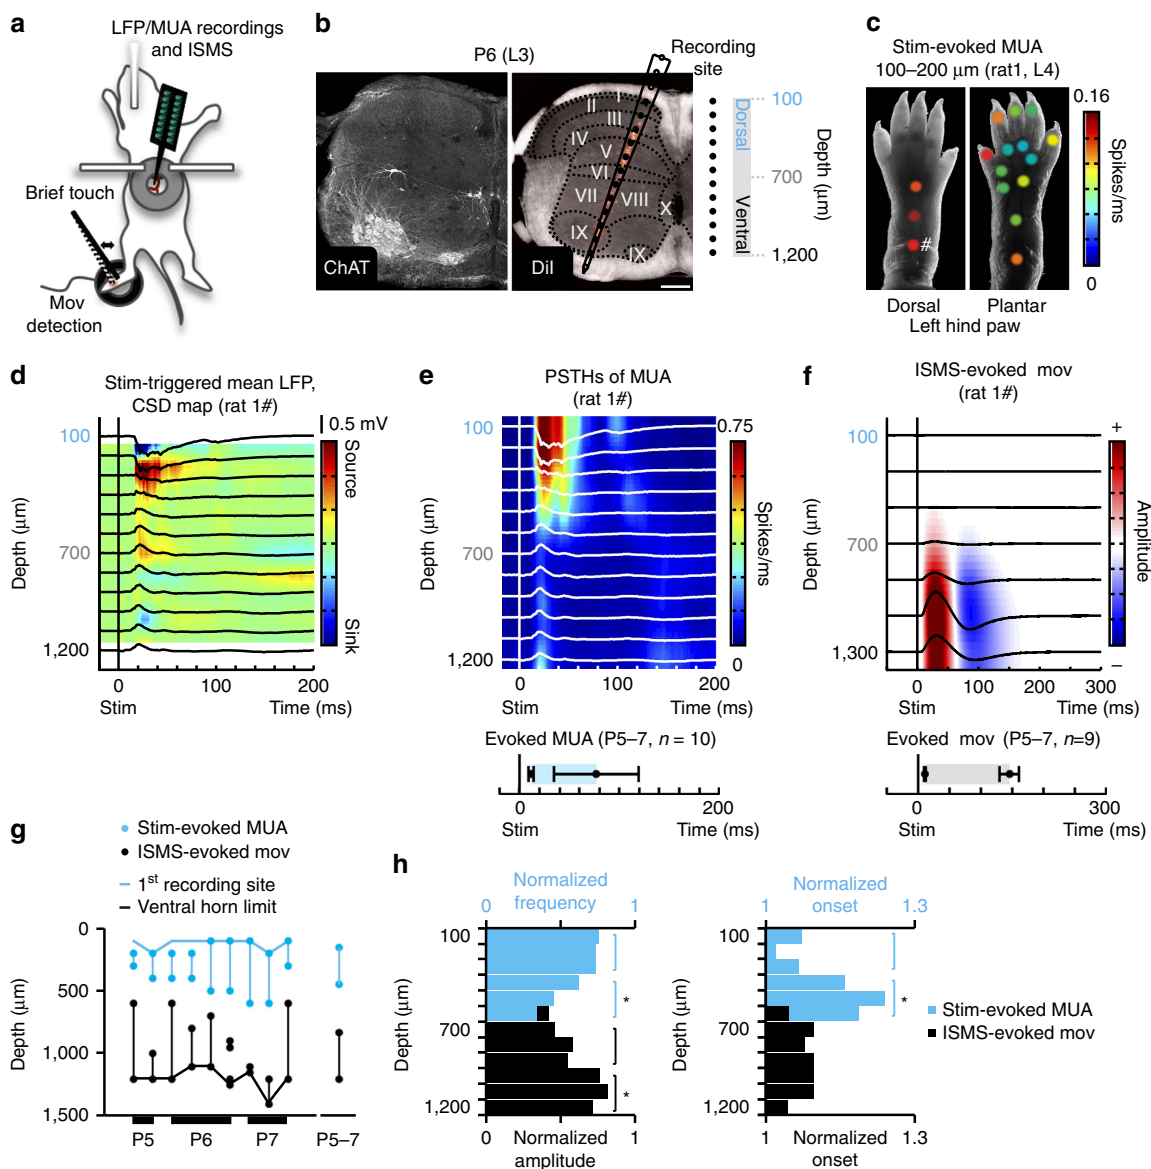 a
LFP/MUA recordings
and ISMS
Brief touch
Mov
detection
b
P6 (L3)
Recording
site
ChAT
DiI
I
II
III
IV
V
VI
VII
VIII
X
IX
IX
Dorsal
Ventral
100
700
1,200
Depth (μm)
c
Stim-evoked MUA
100–200 μm (rat1, L4)
#
0.16
Spikes/ms
0
Dorsal
Plantar
Left hind paw
d
Stim-triggered mean LFP,
CSD map (rat 1#)
0.5 mV
Source
Sink
100
700
1,200
Depth (μm)
0
100
200
Stim
Time (ms)
e
PSTHs of MUA
(rat 1#)
0.75
Spikes/ms
0
100
700
1,200
Depth (μm)
0
100
200
Stim
Time (ms)
Evoked MUA (P5–7, n = 10)
0
200
Stim
Time (ms)
f
ISMS-evoked mov
(rat 1#)
+
Amplitude
–
100
700
1,300
Depth (μm)
0
100
200
300
Stim
Time (ms)
Evoked mov (P5–7, n=9)
0
300
Stim
Time (ms)
g
Stim-evoked MUA
ISMS-evoked mov
1st recording site
Ventral horn limit
0
500
1,000
1,500
Depth (μm)
P5
P6
P7
P5–7
h
Normalized
frequency
0
1
100
700
1,200
Depth (μm)
*
*
0
1
Normalized
amplitude
Normalized
onset
1
1.3
100
700
1,200
Depth (μm)
*
1
1.3
Normalized
onset
Stim-evoked MUA
ISMS-evoked mov